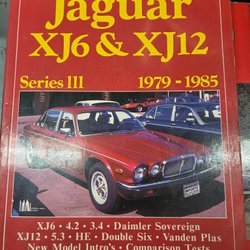 Jaguar
XJ6 & XJ12
Series III 1979-1985
XJ6 • 4.2 • 3.4 • Daimler Sovereign
XJ12 • 5.3 • HE • Double Six • Vanden Plas
New Model Intro's • Comparison Tests